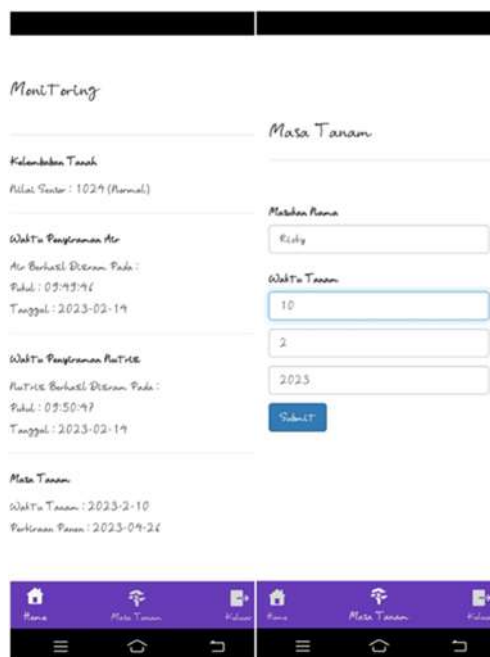 Monitoring
Kelembaban Tanah
Nilai Sensor : 1024 (Normal)
Waktu Penyiraman Air
Air Berhasil Disiram Pada :
Pukul : 09:49:46
Tanggal : 2023-02-14
Waktu Penyiraman Nutrisi
Nutrisi Berhasil Disiram Pada :
Pukul : 09:50:47
Tanggal : 2023-02-14
Masa Tanam
Waktu Tanam : 2023-2-10
Perkiraan Panen : 2023-04-26
Home
Masa Tanam
Keluar
Masa Tanam
Masukan Nama
Rizky
Waktu Tanam
10
2
2023
Submit
Home
Masa Tanam
Keluar